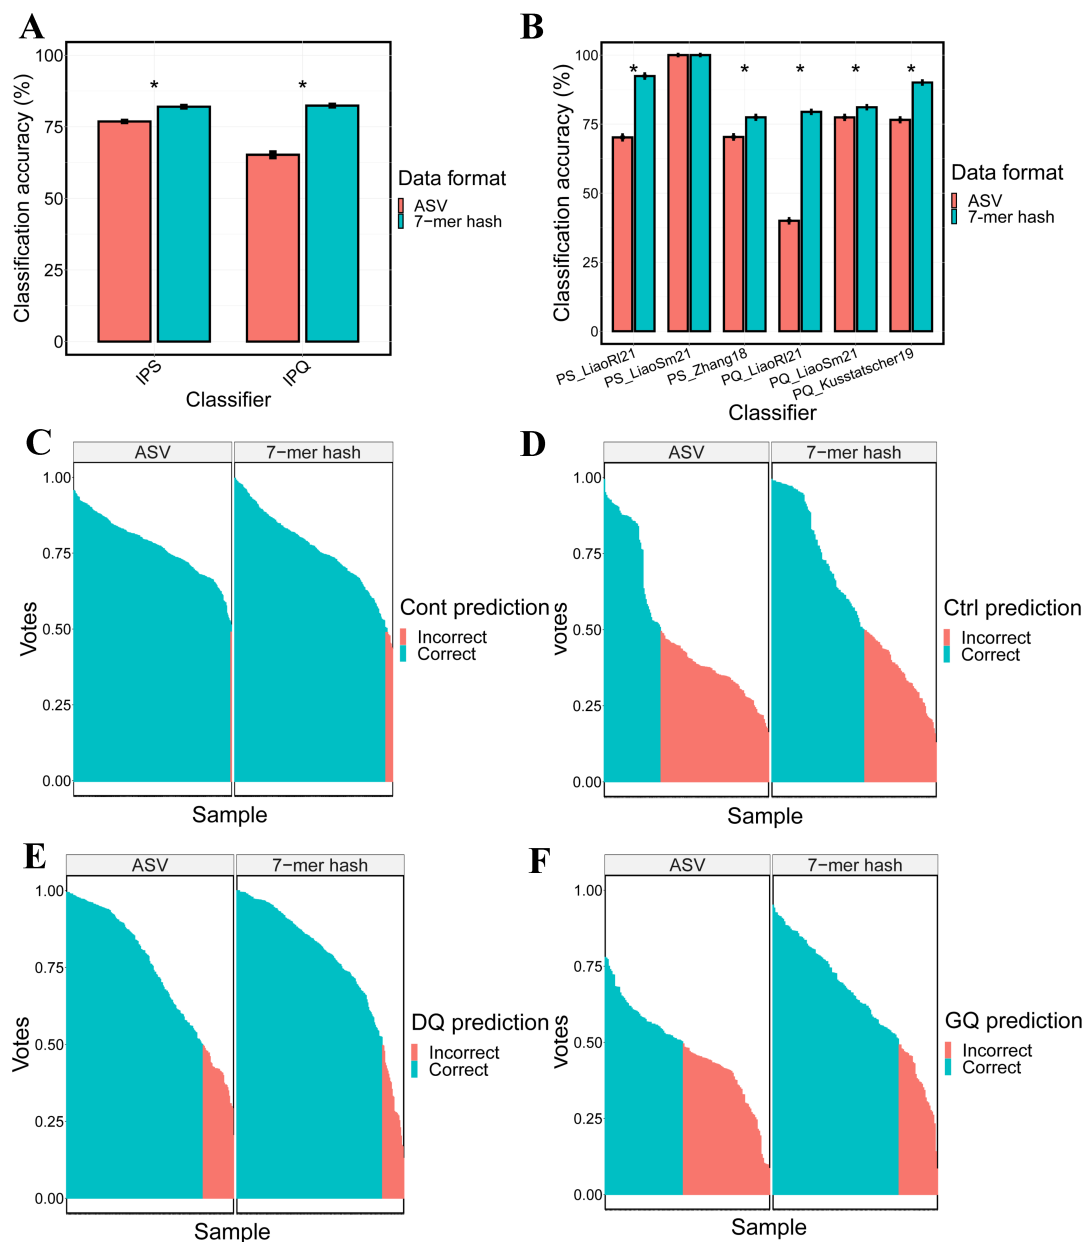 A
Classification accuracy (%)
100
75
50
25
0
*
*
IPS
IPQ
Classifier
Data format
ASV
7−mer hash
B
Classification accuracy (%)
100
75
50
25
0
*
*
*
*
*
PS_LiaoRl21
PS_LiaoSm21
PS_Zhang18
PQ_LiaoRl21
PQ_LiaoSm21
PQ_Kusstatscher19
Classifier
Data format
ASV
7-mer hash
C
ASV
7−mer hash
Votes
1.00
0.75
0.50
0.25
0.00
Sample
Cont prediction
Incorrect
Correct
D
ASV
7−mer hash
votes
1.00
0.75
0.50
0.25
0.00
Sample
Ctrl prediction
Incorrect
Correct
E
ASV
7−mer hash
Votes
1.00
0.75
0.50
0.25
0.00
Sample
DQ prediction
Incorrect
Correct
F
ASV
7−mer hash
Votes
1.00
0.75
0.50
0.25
0.00
Sample
GQ prediction
Incorrect
Correct